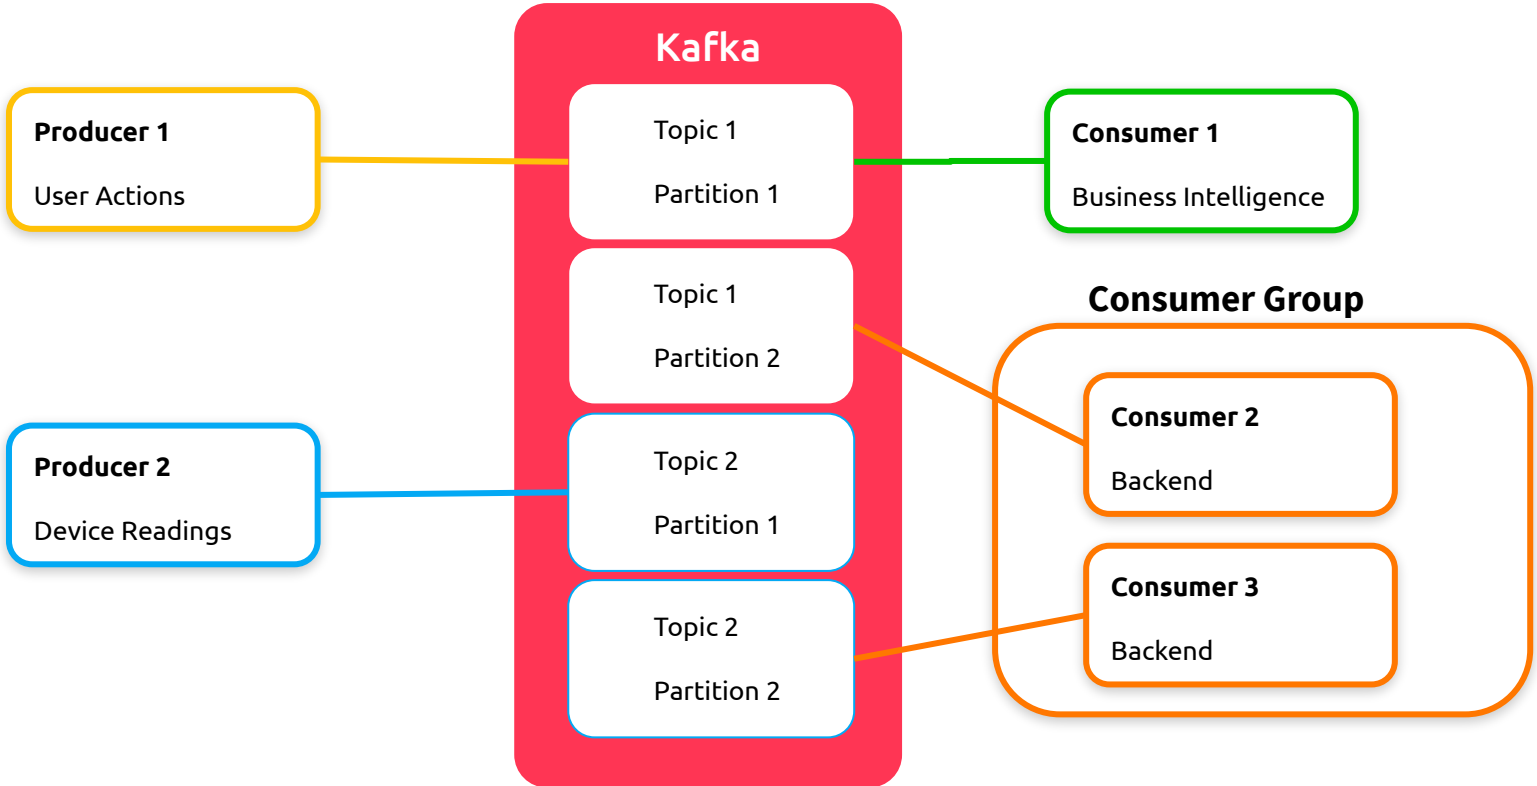 Kafka
Producer 1
User Actions
Producer 2
Device Readings
Topic 1
Partition 1
Topic 1
Partition 2
Topic 2
Partition 1
Topic 2
Partition 2
Consumer 1
Business Intelligence
Consumer Group
Consumer 2
Backend
Consumer 3
Backend